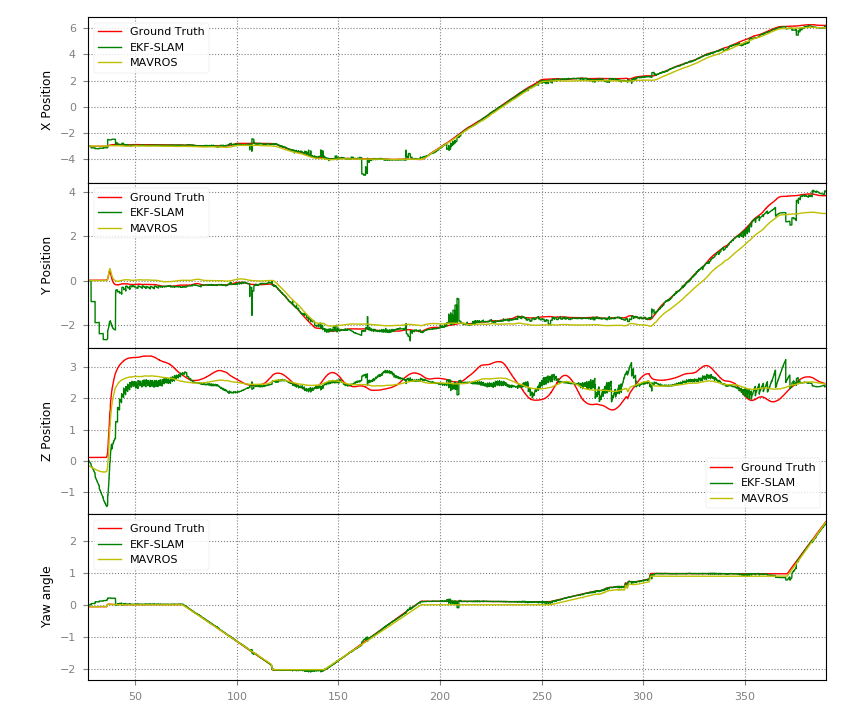 X Position
6
4
2
0
−2
−4
Ground Truth
EKF-SLAM
MAVROS
Y Position
4
2
0
−2
Ground Truth
EKF-SLAM
MAVROS
Z Position
3
2
1
0
−1
Ground Truth
EKF-SLAM
MAVROS
Yaw angle
2
1
0
−1
−2
Ground Truth
EKF-SLAM
MAVROS
50 100 150 200 250 300 350